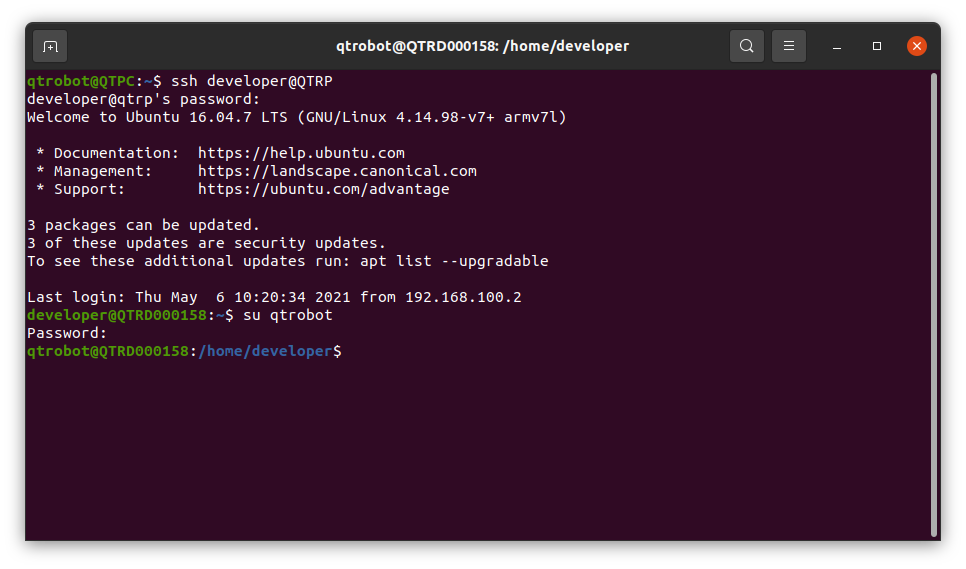 qtrobot@QTRD000158: /home/developer
qtrobot@QTPC:~$ ssh developer@QTRP
developer@qtrp's password:
Welcome to Ubuntu 16.04.7 LTS (GNU/Linux 4.14.98-v7+ armv7l)
* Documentation:  https://help.ubuntu.com
* Management:     https://landscape.canonical.com
* Support:        https://ubuntu.com/advantage
3 packages can be updated.
3 of these updates are security updates.
To see these additional updates run: apt list --upgradable
Last login: Thu May  6 10:20:34 2021 from 192.168.100.2
developer@QTRD000158:~$ su qtrobot
Password:
qtrobot@QTRD000158:/home/developer$